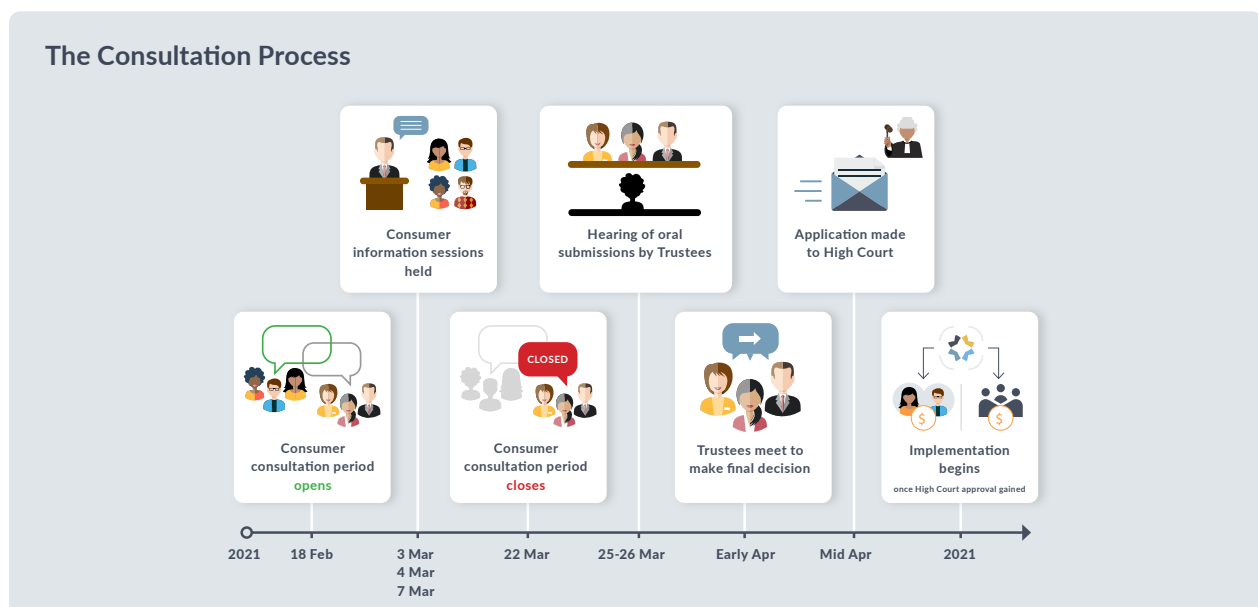 The Consultation Process
Consumer
information sessions
held
Hearing of oral
submissions by Trustees
Application made
to High Court
CLOSED
$
$
Consumer
consultation period
opens
Consumer
consultation period
closes
Trustees meet to
make final decision
Implementation
begins
once High Court approval gained
2021
18 Feb
3 Mar
4 Mar
7 Mar
22 Mar
25-26 Mar
Early Apr
Mid Apr
2021